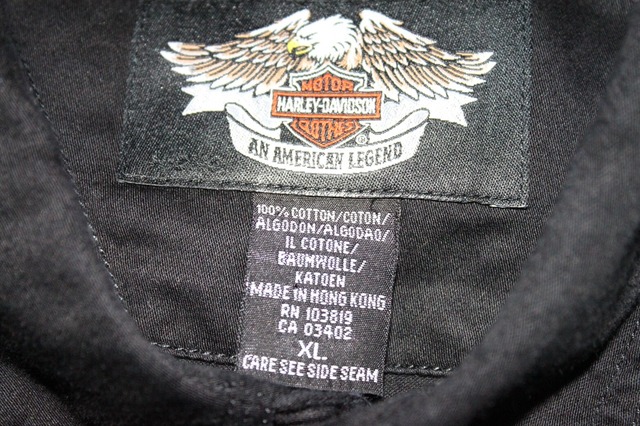 MOTOR
HARLEY-DAVIDSON
CLOTHES
®
AN AMERICAN LEGEND
100% COTTON/COTON/
ALGODON/ALGODAO/
IL COTONE/
BAUMWOLLE/
KATOEN
MADE IN HONG KONG
RN 103819
CA 03402
XL
CARE SEE SIDE SEAM